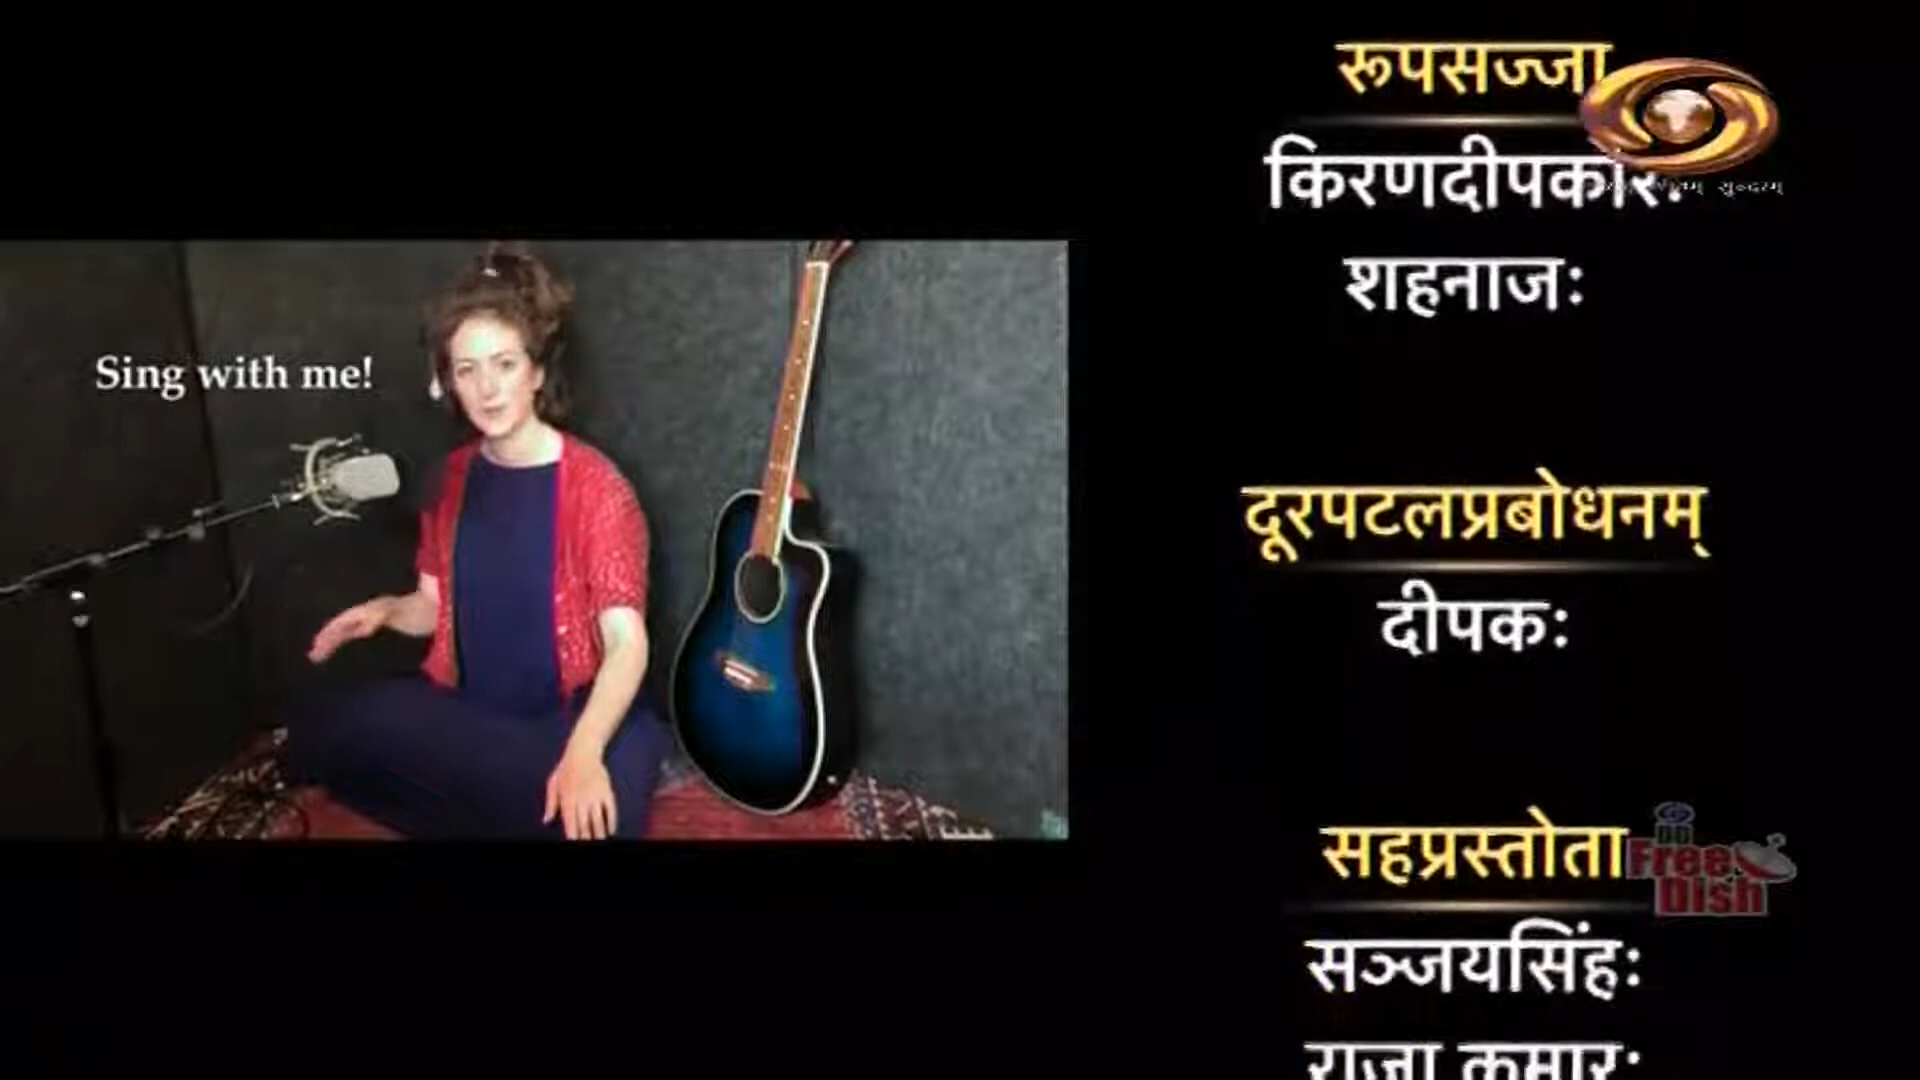 Sing with me!
रूपसज्जा
किरणदीपकौरः
शहनाजः
दूरपटलप्रबोधनम्
दीपकः
सहप्रस्तोता
DD
Free
Dish
सञ्जयसिंहः
राजा कुमारः